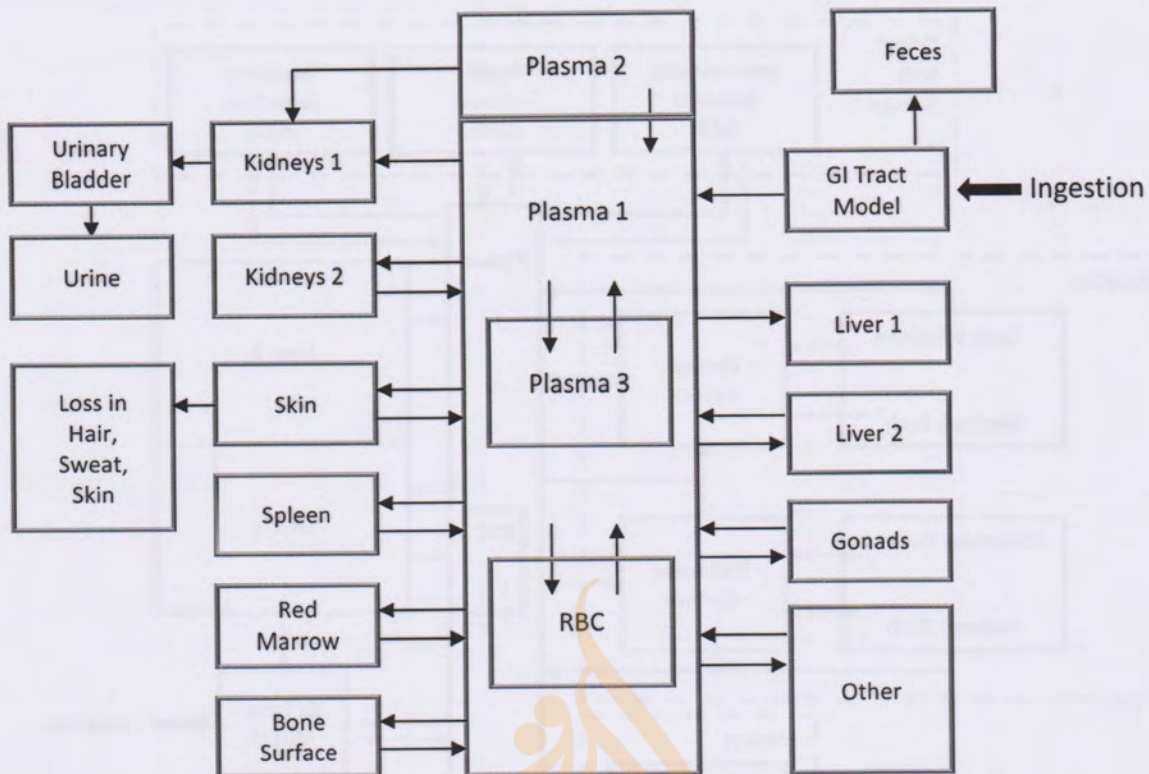 Plasma 2
Feces
Urinary
Bladder
Kidneys 1
GI Tract
Model
Ingestion
Plasma 1
Urine
Kidneys 2
Liver 1
Plasma 3
Loss in
Hair,
Sweat,
Skin
Skin
Liver 2
Spleen
Gonads
Red
Marrow
RBC
Other
Bone
Surface